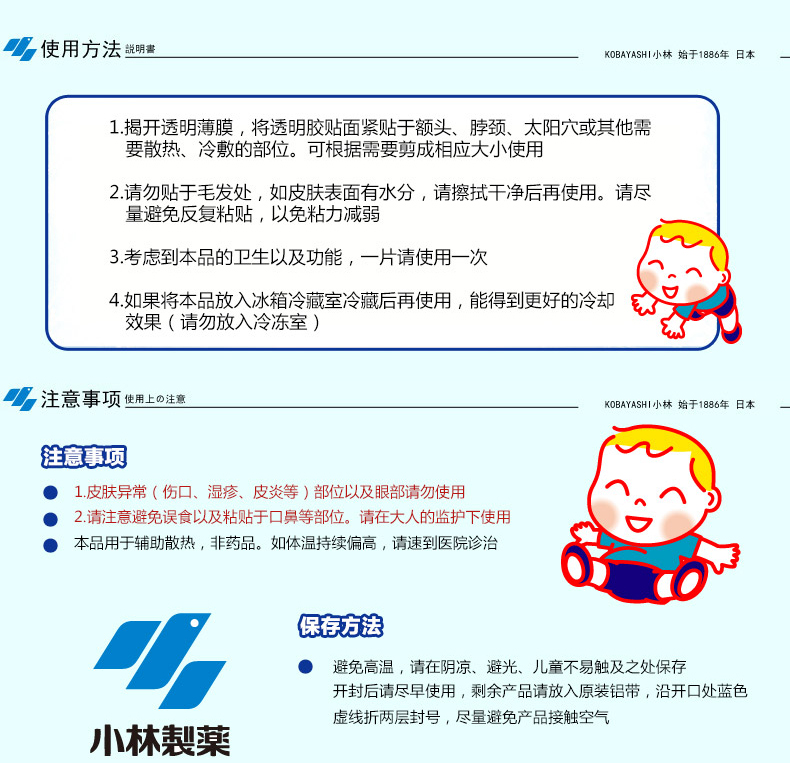 使用方法 説明書
KOBAYASHI小林 始于1886年 日本
1.揭开透明薄膜，将透明胶贴面紧贴于额头、脖颈、太阳穴或其他需
要散热、冷敷的部位。可根据需要剪成相应大小使用
2.请勿贴于毛发处，如皮肤表面有水分，请擦拭干净后再使用。请尽
量避免反复粘贴，以免粘力减弱
3.考虑到本品的卫生以及功能，一片请使用一次
4.如果将本品放入冰箱冷藏室冷藏后再使用，能得到更好的冷却
效果（请勿放入冷冻室）
注意事项 使用上の注意
KOBAYASHI小林 始于1886年 日本
注意事项
1.皮肤异常（伤口、湿疹、皮炎等）部位以及眼部请勿使用
2.请注意避免误食以及粘贴于口鼻等部位。请在大人的监护下使用
本品用于辅助散热，非药品。如体温持续偏高，请速到医院诊治
保存方法
避免高温，请在阴凉、避光、儿童不易触及之处保存
开封后请尽早使用，剩余产品请放入原装铝带，沿开口处蓝色
虚线折两层封号，尽量避免产品接触空气
小林製薬